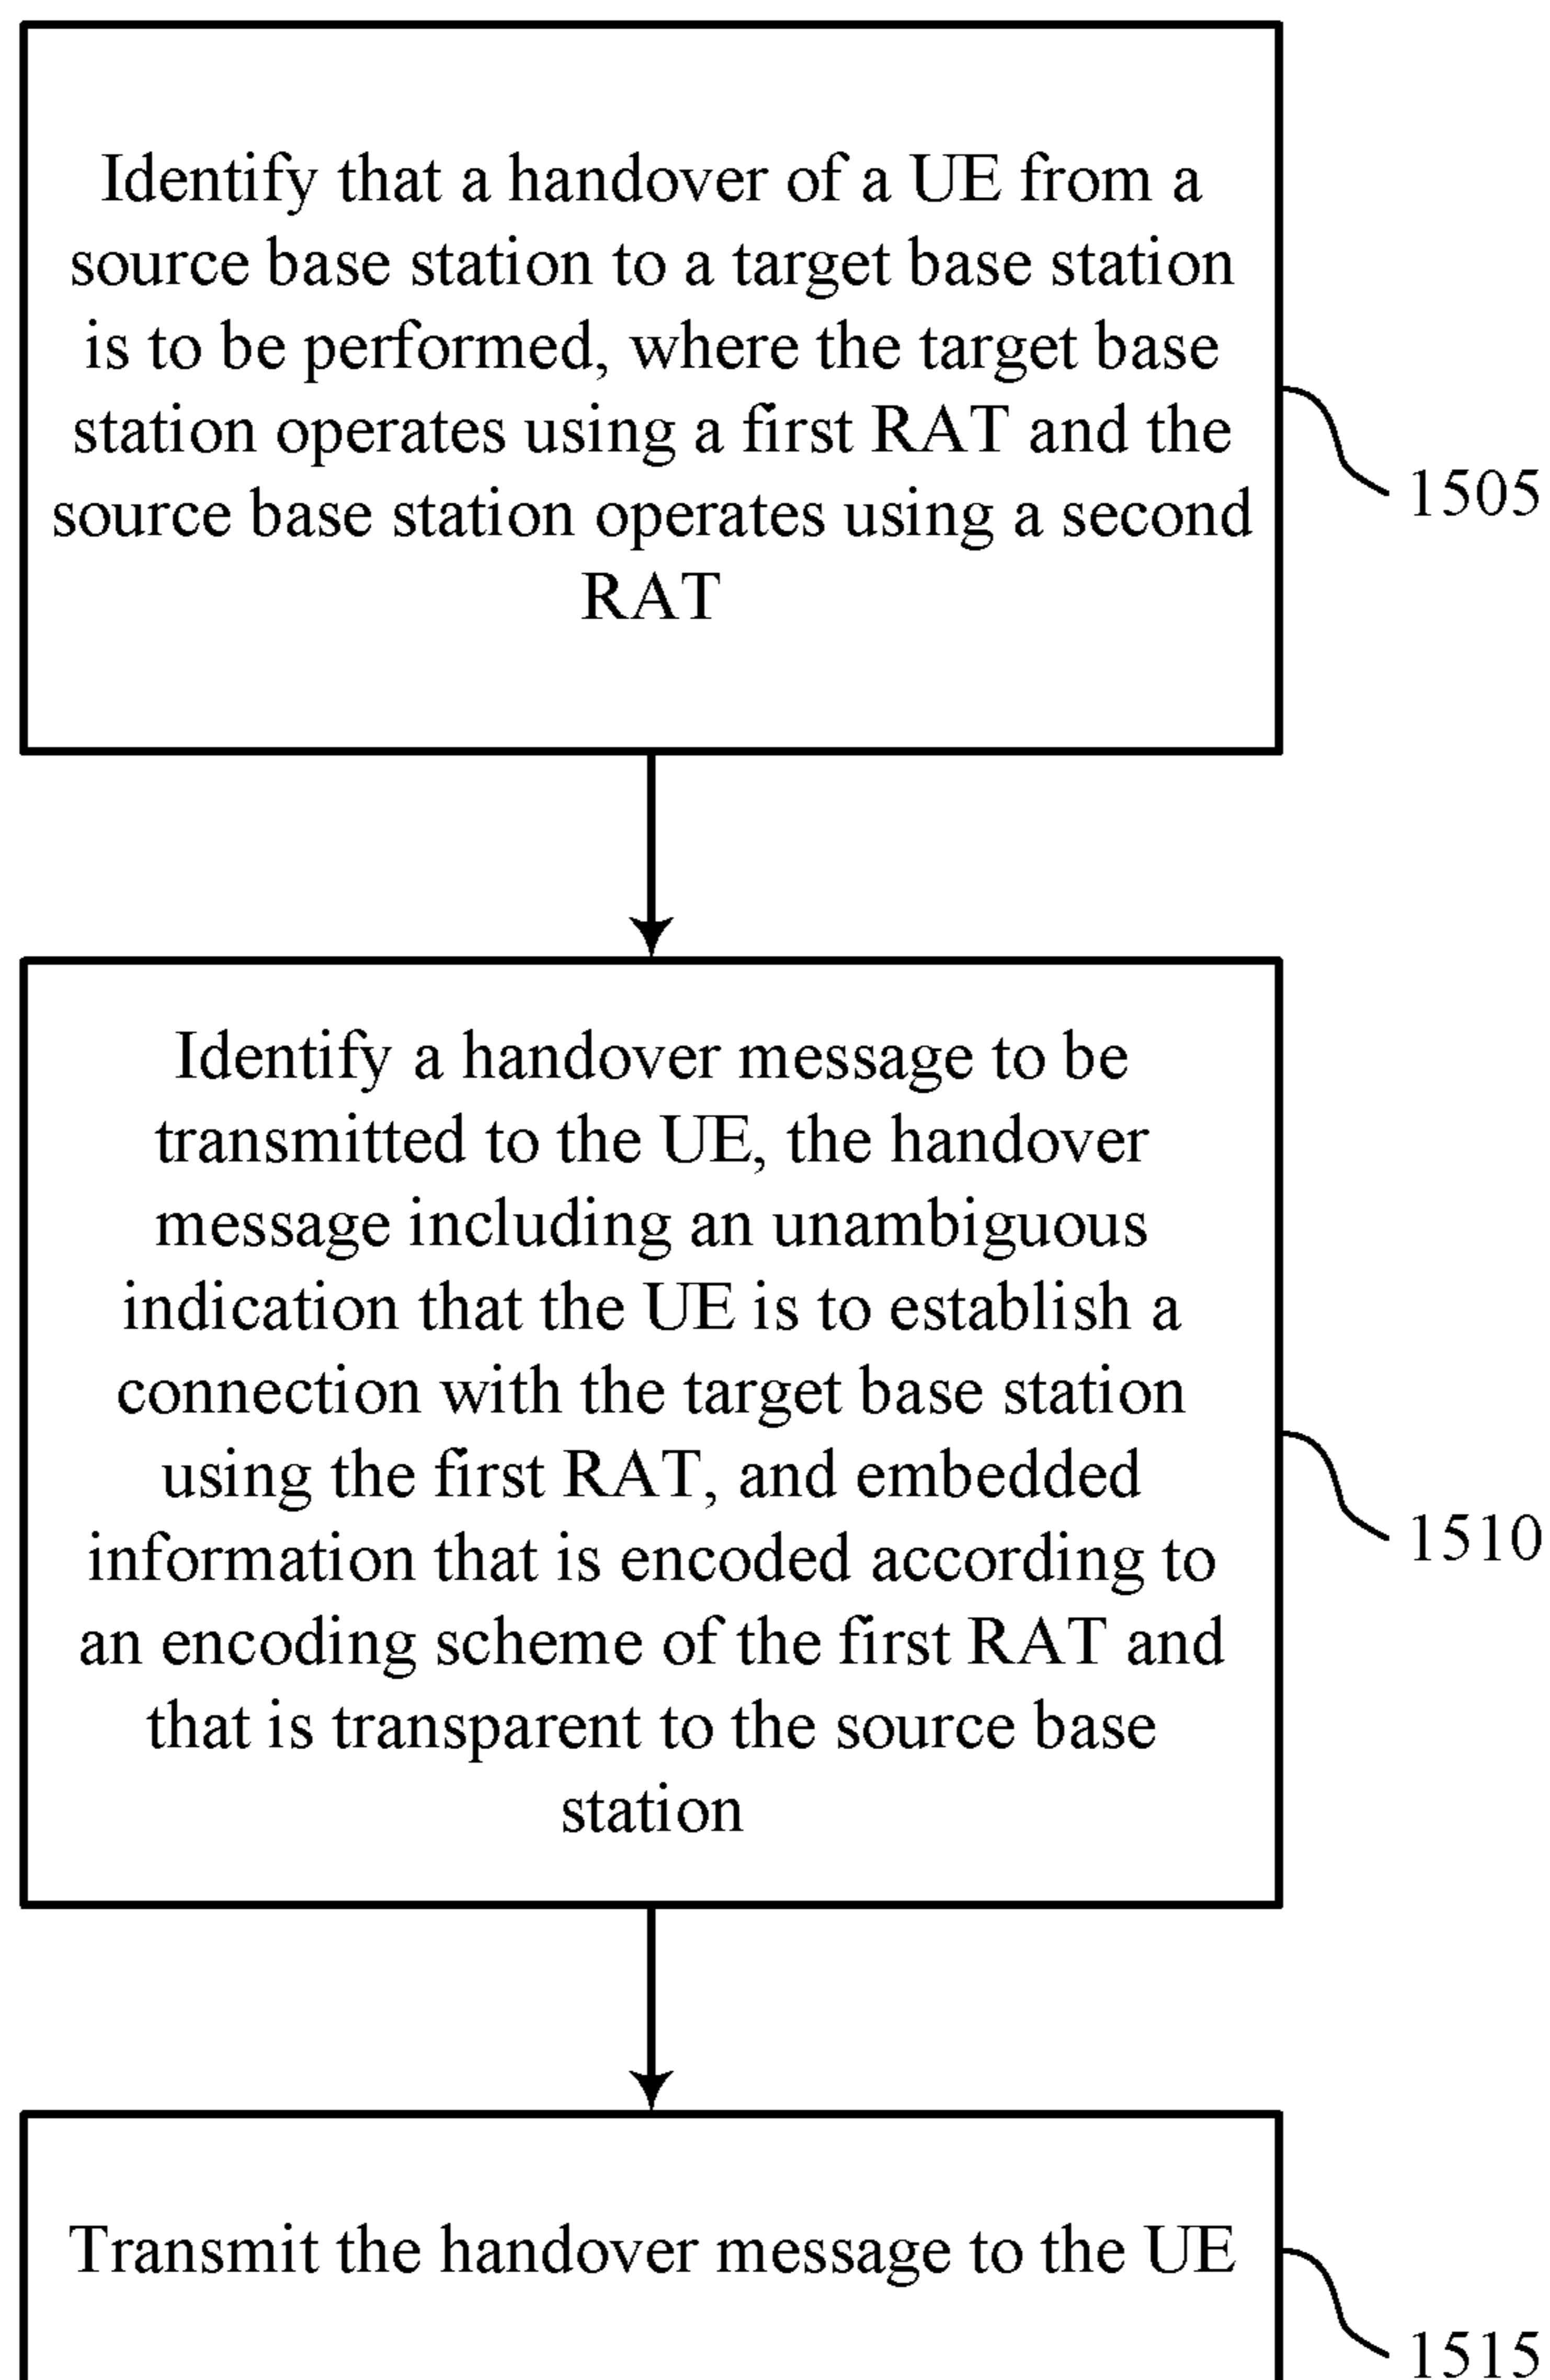 Identify that a handover of a UE from a
source base station to a target base station
is to be performed, where the target base
station operates using a first RAT and the
source base station operates using a second
RAT
1505
Identify a handover message to be
transmitted to the UE, the handover
message including an unambiguous
indication that the UE is to establish a
connection with the target base station
using the first RAT, and embedded
information that is encoded according to
an encoding scheme of the first RAT and
that is transparent to the source base
station
1510
Transmit the handover message to the UE
1515